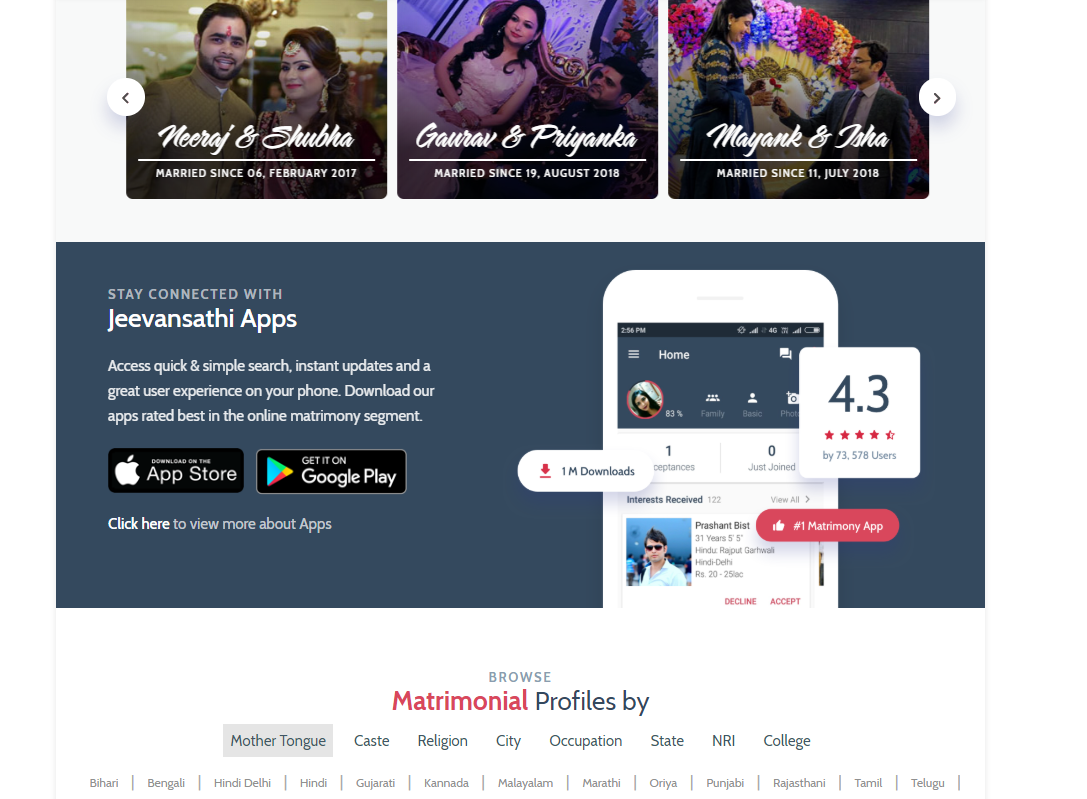 Neeraj & Shubha
MARRIED SINCE 06, FEBRUARY 2017
Gaurav & Priyanka
MARRIED SINCE 19, AUGUST 2018
Mayank & Isha
MARRIED SINCE 11, JULY 2018
STAY CONNECTED WITH
Jeevansathi Apps
Access quick & simple search, instant updates and a
great user experience on your phone. Download our
apps rated best in the online matrimony segment.
DOWNLOAD ON THE
App Store
GET IT ON
Google Play
Click here to view more about Apps
2:56 PM
4G
Home
83 %
Family
Basic
Photo
4.3
by 73, 578 Users
1
0
1 M Downloads
cceptances
Just Joined
Interests Received 122
View All
Prashant Bist
31 Years 5' 5"
Hindu: Rajput Garhwali
Hindi-Delhi
Rs. 20 - 25lac
#1 Matrimony App
DECLINE ACCEPT
BROWSE
Matrimonial Profiles by
Mother Tongue Caste Religion City Occupation State NRI College
Bihari | Bengali | Hindi Delhi | Hindi | Gujarati | Kannada | Malayalam | Marathi | Oriya | Punjabi | Rajasthani | Tamil | Telugu |